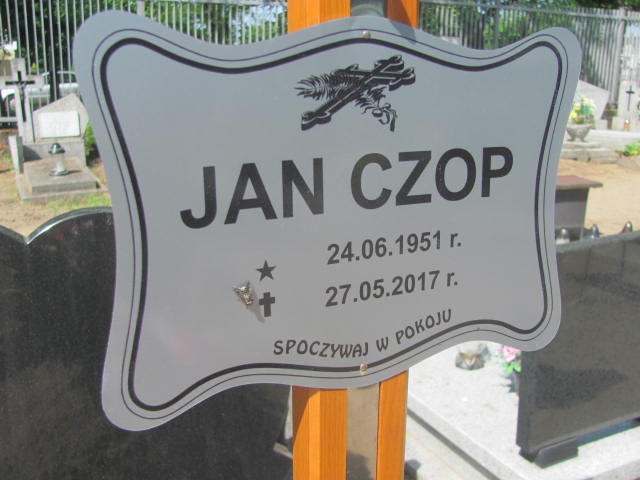 JAN CZOP
24.06.1951 r.
27.05.2017 r.
SPOCZYWAJ W POKOJU